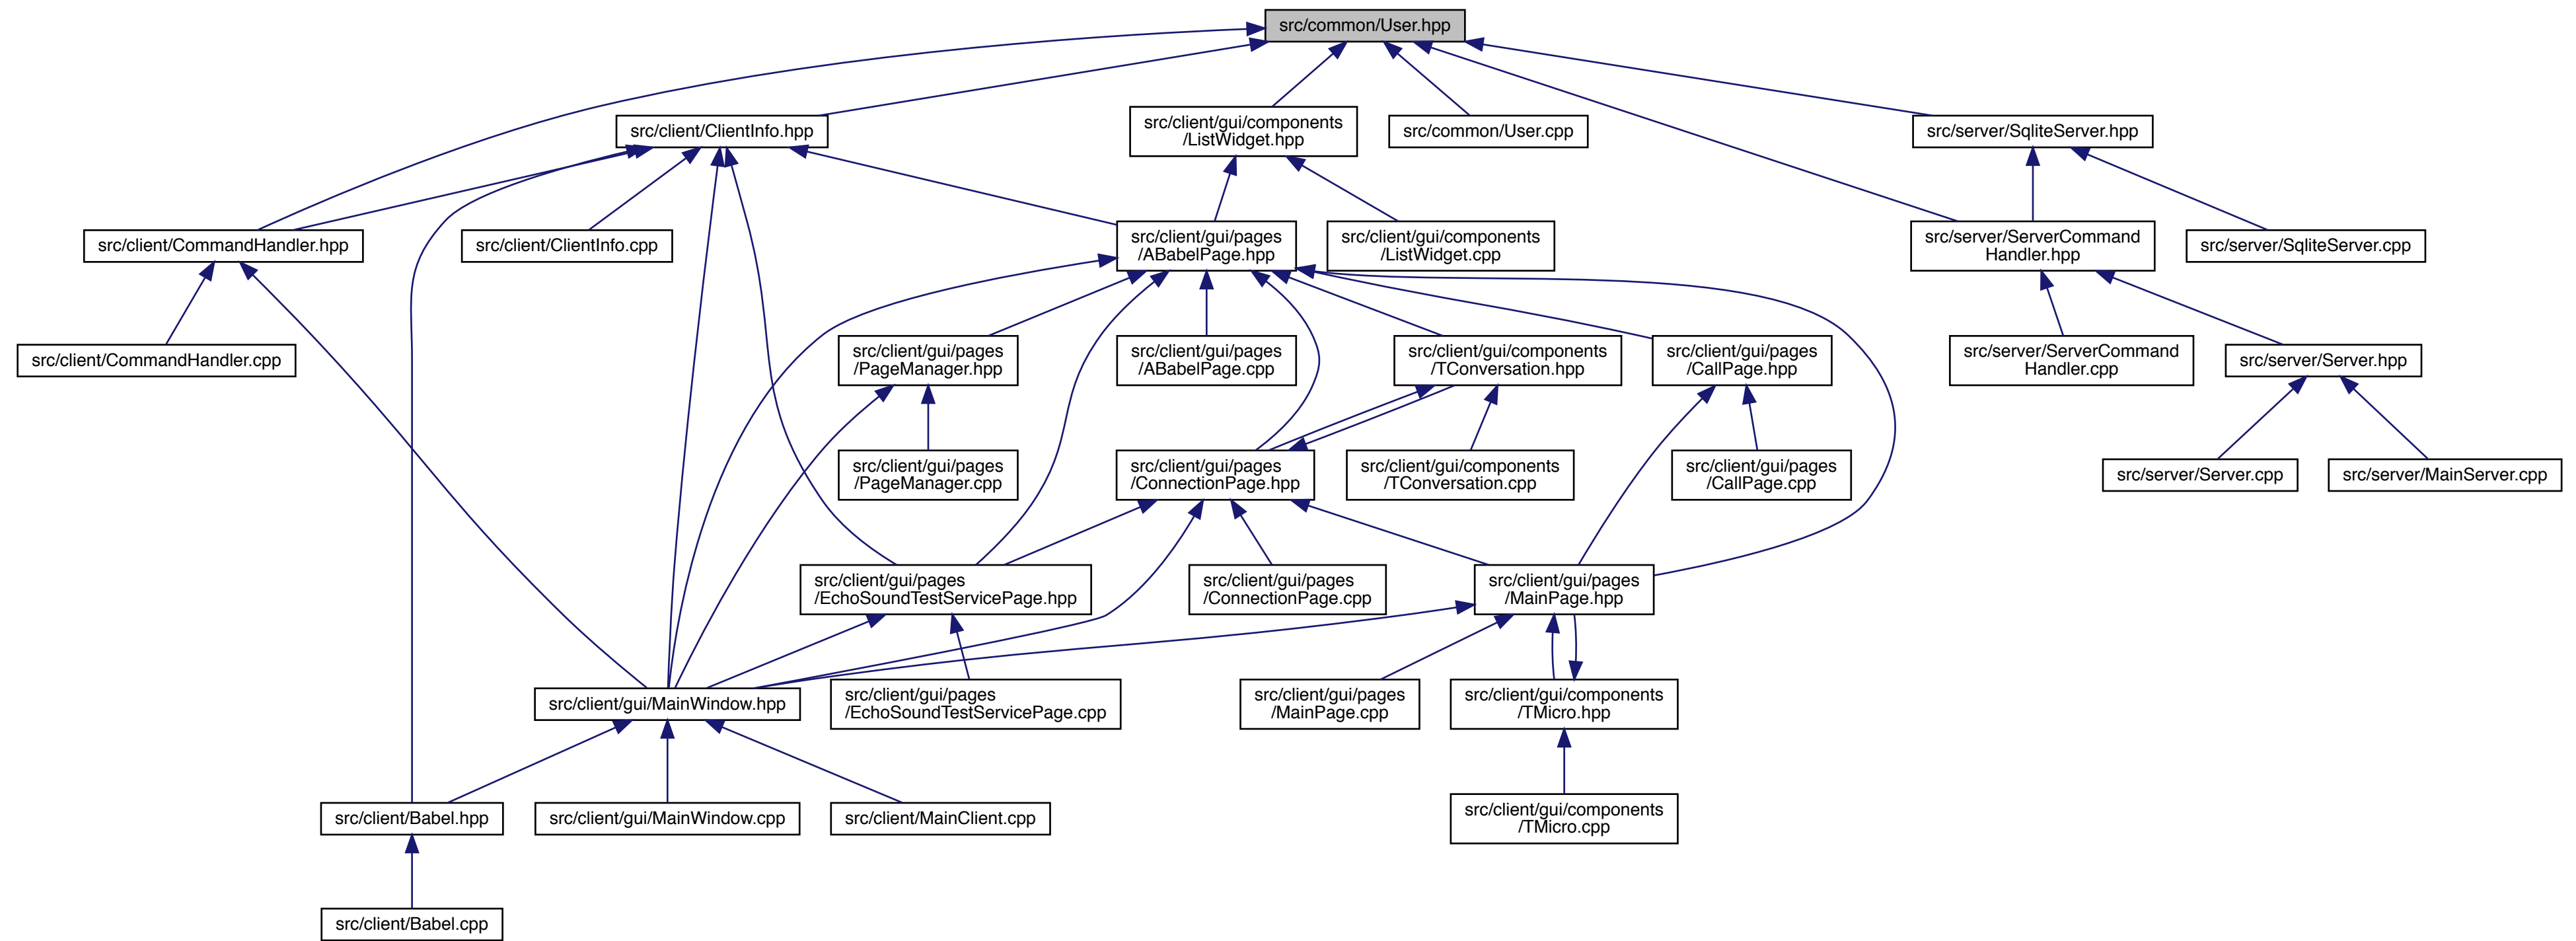 src/common/User.hpp
src/client/ClientInfo.hpp
src/client/gui/components
/ListWidget.hpp
src/common/User.cpp
src/server/SqliteServer.hpp
src/client/CommandHandler.hpp
src/client/ClientInfo.cpp
src/client/gui/pages
/ABabelPage.hpp
src/client/gui/components
/ListWidget.cpp
src/server/ServerCommand
Handler.hpp
src/server/SqliteServer.cpp
src/client/CommandHandler.cpp
src/client/gui/pages
/PageManager.hpp
src/client/gui/pages
/ABabelPage.cpp
src/client/gui/components
/TConversation.hpp
src/client/gui/pages
/CallPage.hpp
src/server/ServerCommand
Handler.cpp
src/server/Server.hpp
src/client/gui/pages
/PageManager.cpp
src/client/gui/pages
/ConnectionPage.hpp
src/client/gui/components
/TConversation.cpp
src/client/gui/pages
/CallPage.cpp
src/server/Server.cpp
src/server/MainServer.cpp
src/client/gui/pages
/EchoSoundTestServicePage.hpp
src/client/gui/pages
/ConnectionPage.cpp
src/client/gui/pages
/MainPage.hpp
src/client/gui/MainWindow.hpp
src/client/gui/pages
/EchoSoundTestServicePage.cpp
src/client/gui/pages
/MainPage.cpp
src/client/gui/components
/TMicro.hpp
src/client/Babel.hpp
src/client/gui/MainWindow.cpp
src/client/MainClient.cpp
src/client/gui/components
/TMicro.cpp
src/client/Babel.cpp